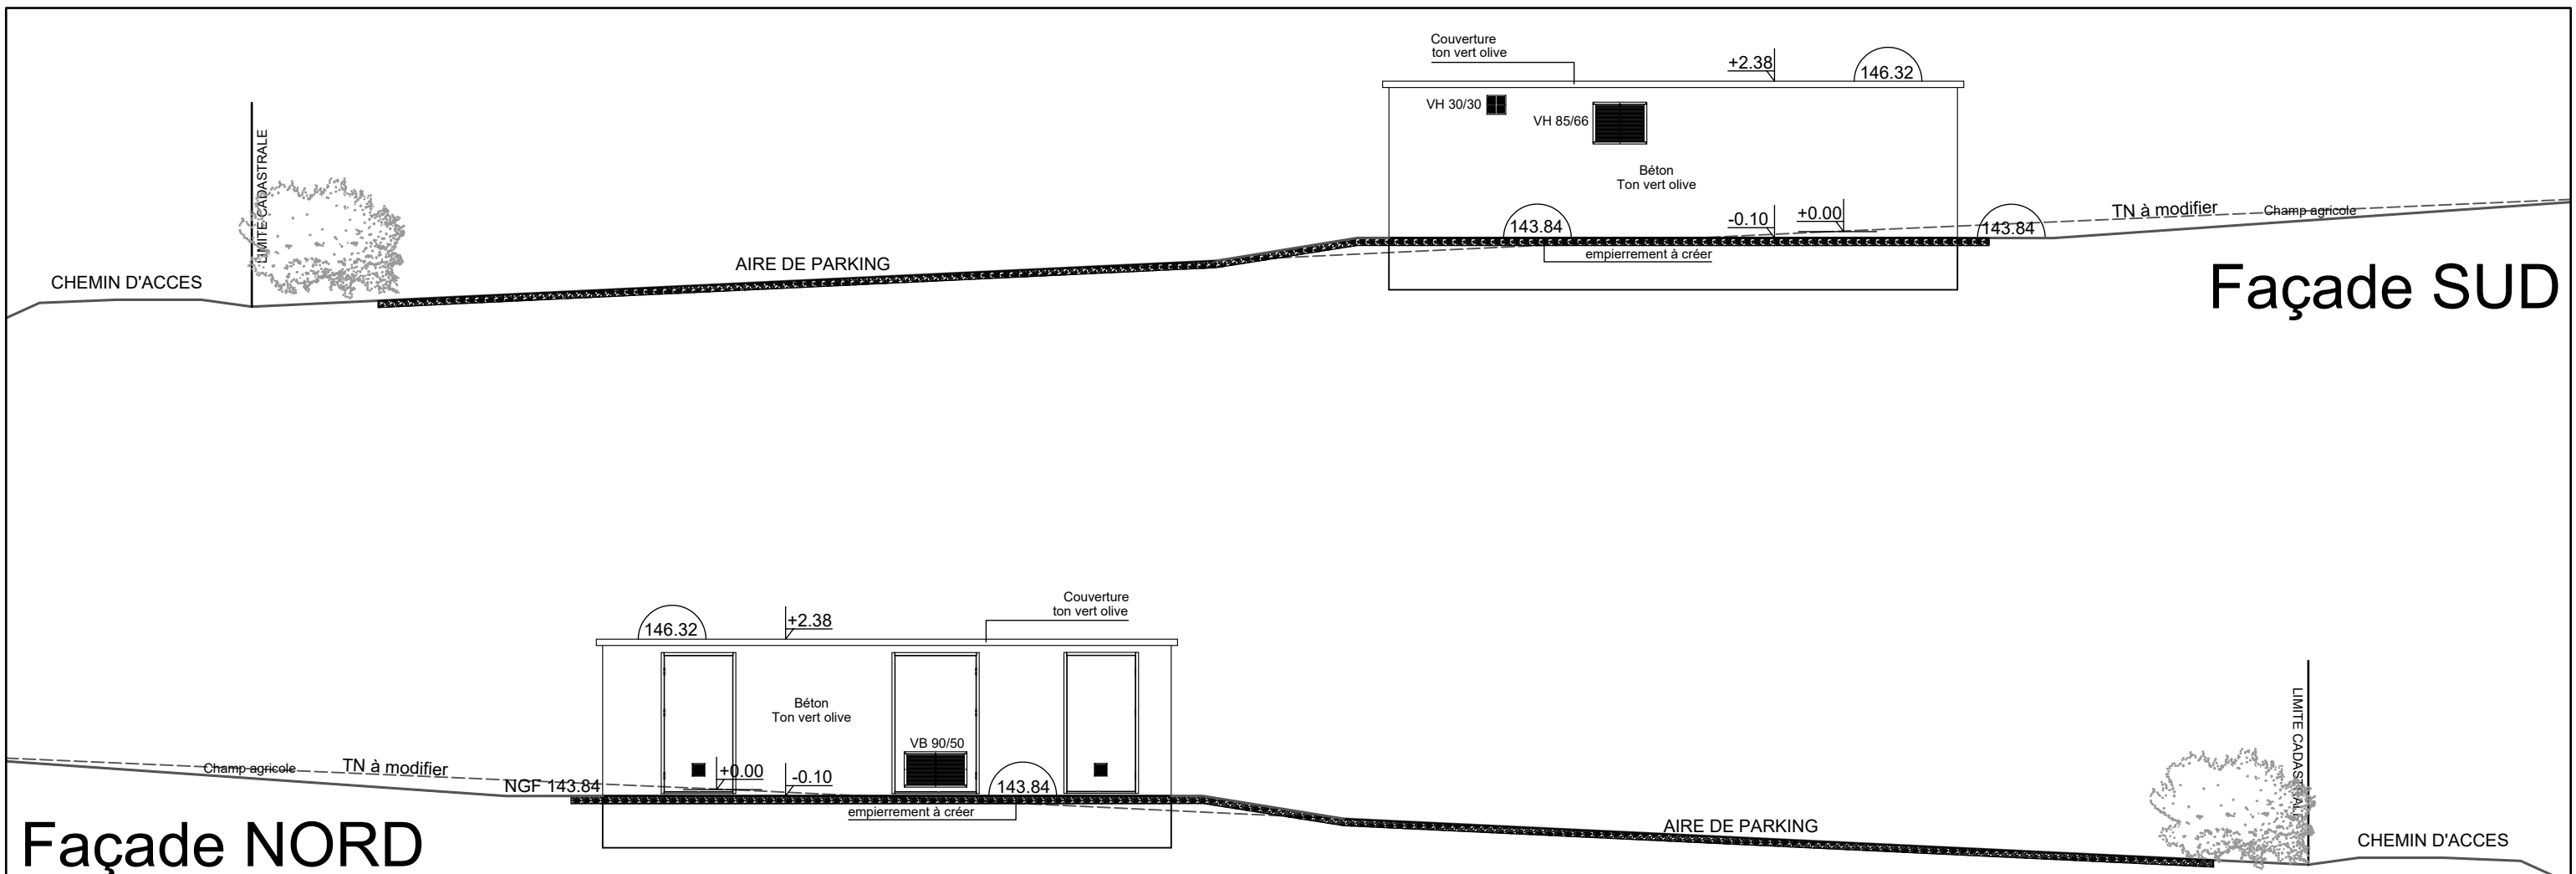 Couverture
ton vert olive
+2.38
146.32
VH 30/30
VH 85/66
LIMITE CADASTRALE
Béton
Ton vert olive
143.84
-0.10
+0.00
143.84
TN à modifier
Champ agricole
empierrement à créer
AIRE DE PARKING
CHEMIN D'ACCES
Façade SUD
Couverture
ton vert olive
146.32
+2.38
Béton
Ton vert olive
VB 90/50
LIMITE CADASTRALE
Champ agricole
TN à modifier
NGF 143.84
+0.00
-0.10
143.84
empierrement à créer
AIRE DE PARKING
CHEMIN D'ACCES
Façade NORD